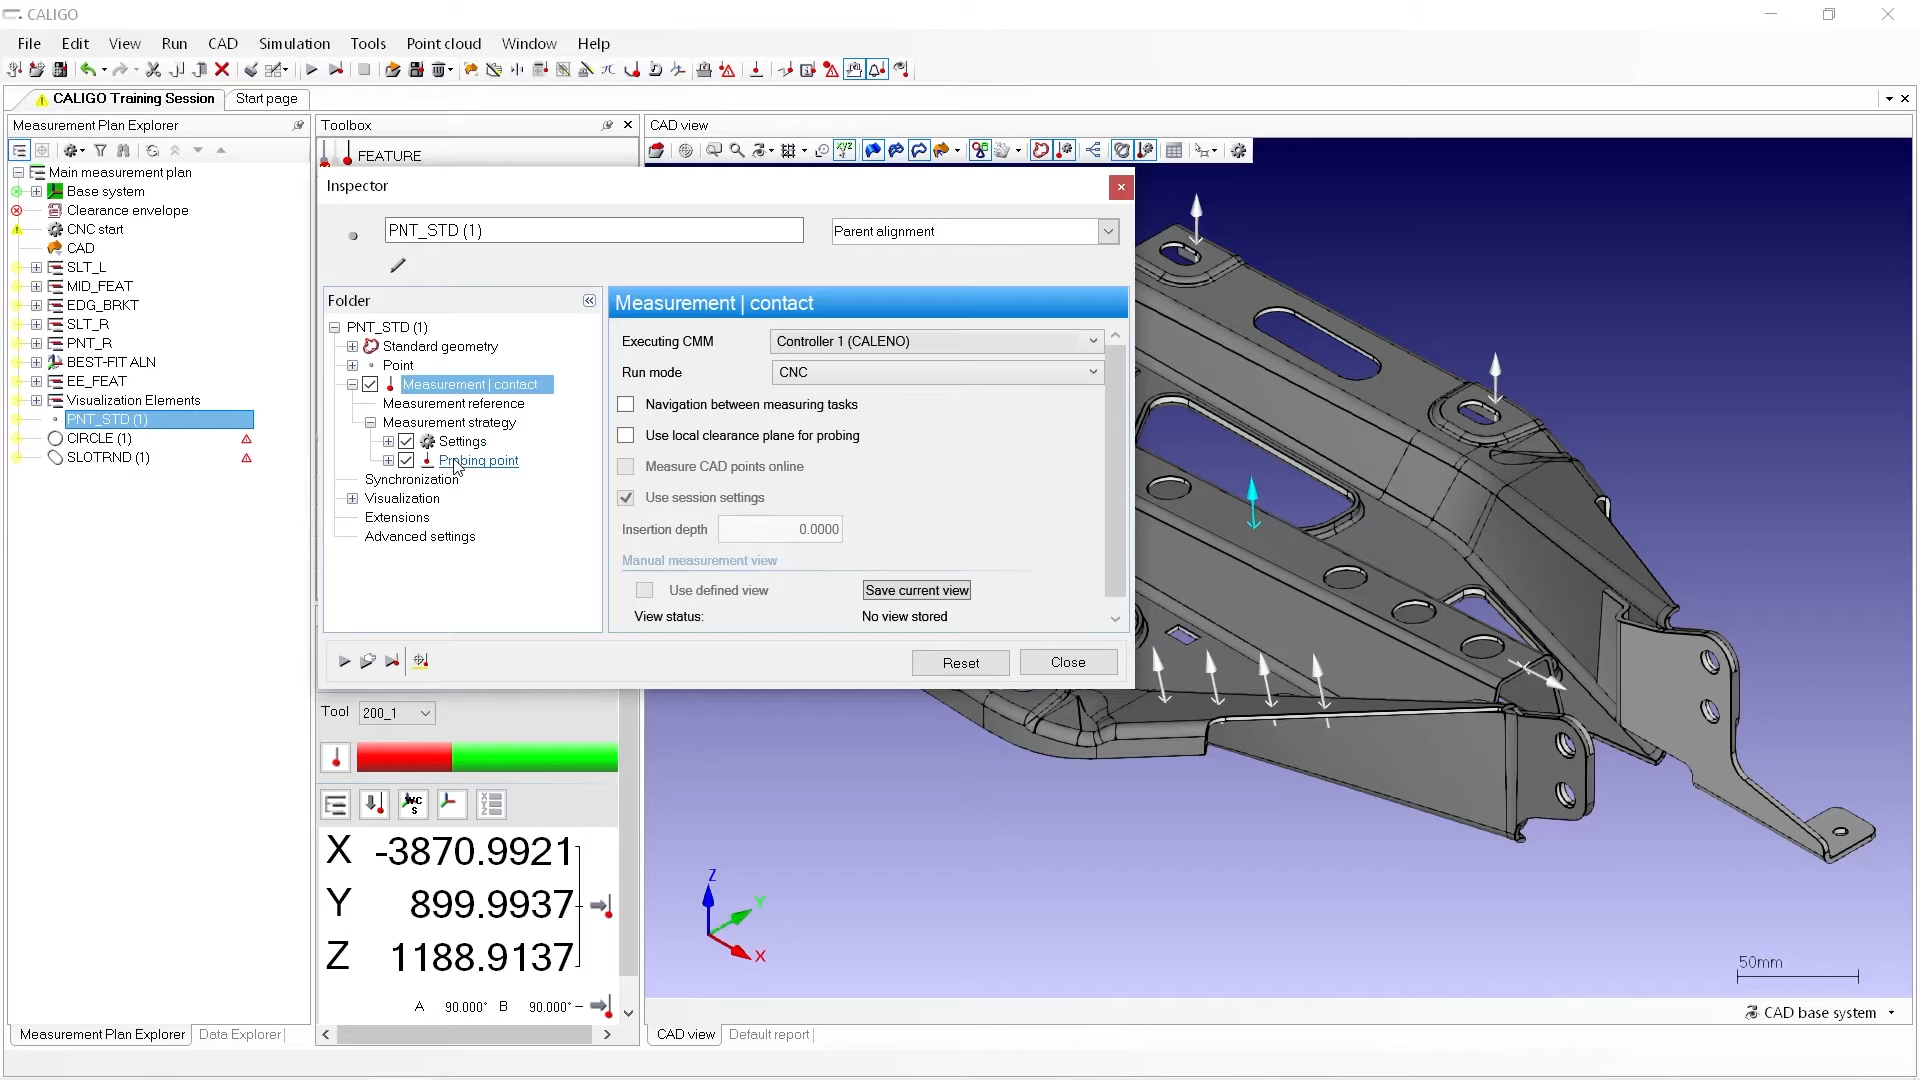 CALIGO
File Edit View Run CAD Simulation Tools Point cloud Window Help
CALIGO Training Session
Start page
Measurement Plan Explorer
Main measurement plan
Base system
Clearance envelope
CNC start
CAD
SLT_L
MID_FEAT
EDG_BRKT
SLT_R
PNT_R
BEST-FIT ALN
EE_FEAT
Visualization Elements
PNT_STD (1)
CIRCLE (1)
SLOTRND (1)
Toolbox
FEATURE
CAD view
xyz
Inspector
PNT_STD (1)
Parent alignment
Folder
PNT_STD (1)
Standard geometry
Point
Measurement | contact
Measurement reference
Measurement strategy
Settings
Probing point
Synchronization
Visualization
Extensions
Advanced settings
Measurement | contact
Executing CMM Controller 1 (CALENO)
Run mode CNC
Navigation between measuring tasks
Use local clearance plane for probing
Measure CAD points online
Use session settings
Insertion depth 0.0000
Manual measurement view
Use defined view Save current view
View status: No view stored
Reset Close
Tool 200_1
WC
S
X -3870.9921
Y 899.9937
Z 1188.9137
A 90.000° B 90.000°
Z
Y
X
50mm
CAD base system
Measurement Plan Explorer Data Explorer
CAD view Default report